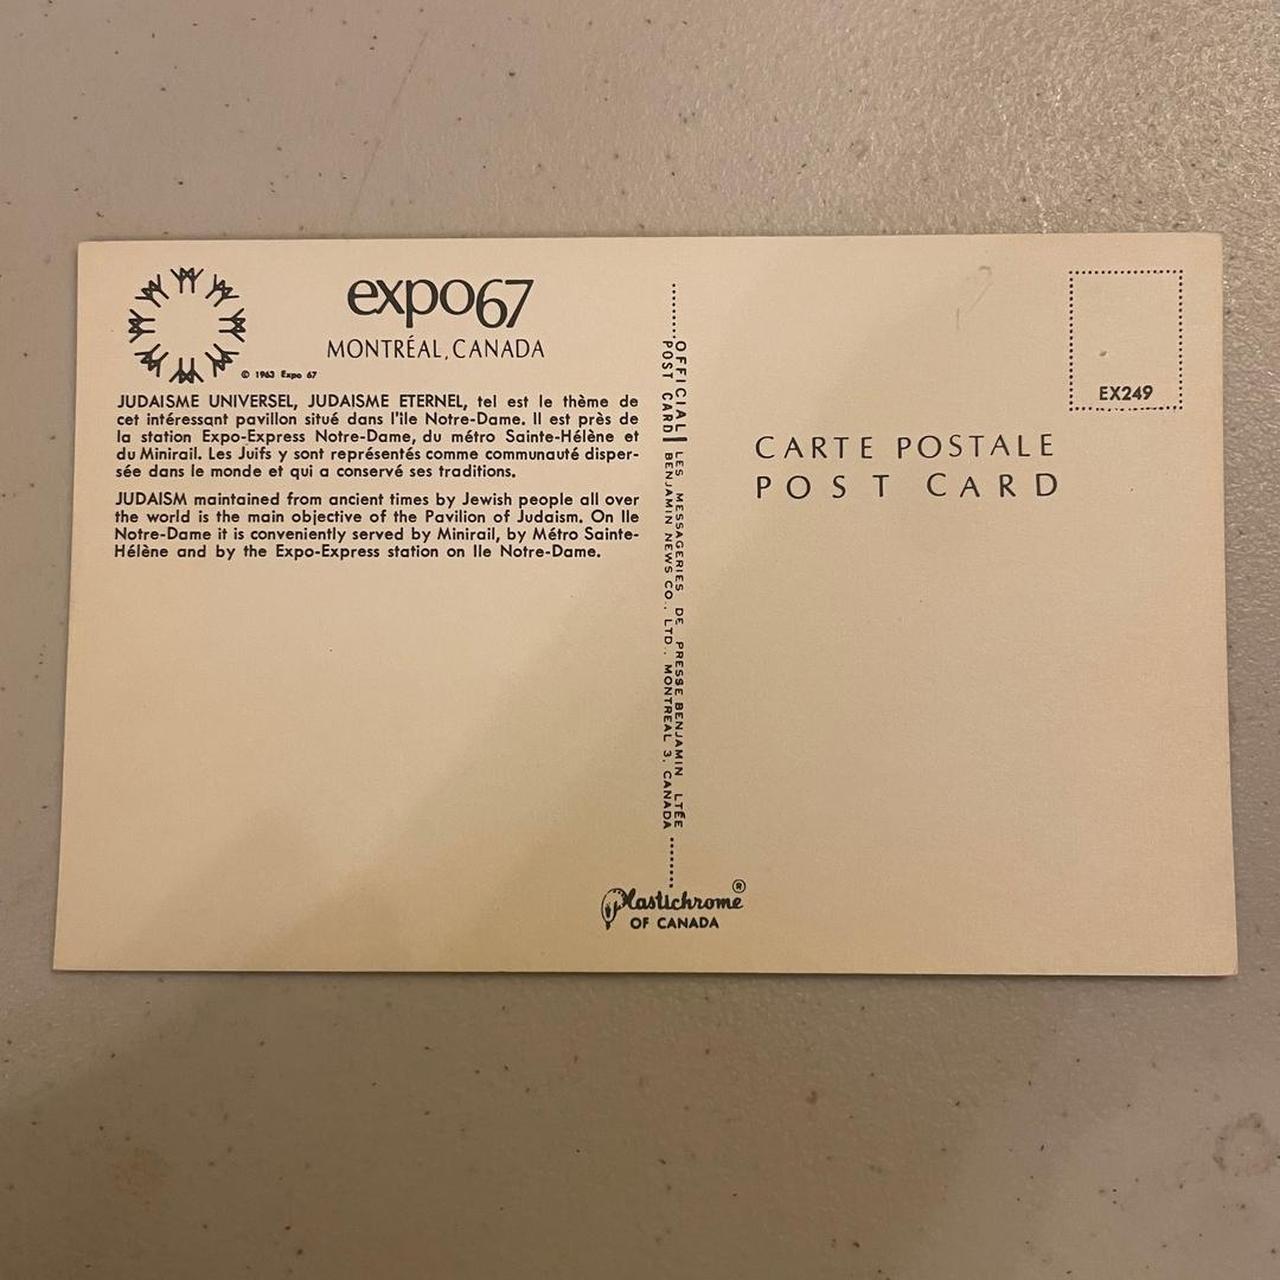 expo67
MONTRÉAL, CANADA
© 1963 Expo 67
JUDAISME UNIVERSEL, JUDAISME ETERNEL, tel est le thème de
cet intéressant pavillon situé dans l'ile Notre-Dame. Il est près de
la station Expo-Express Notre-Dame, du métro Sainte-Hélène et
du Minirail. Les Juifs y sont représentés comme communauté disper-
sée dans le monde et qui a conservé ses traditions.
JUDAISM maintained from ancient times by Jewish people all over
the world is the main objective of the Pavilion of Judaism. On Ile
Notre-Dame it is conveniently served by Minirail, by Métro Sainte-
Hélène and by the Expo-Express station on Ile Notre-Dame.
OFFICIAL
POST CARD
LES MESSAGERIES DE PRESSE BENJAMIN LTÉE
BENJAMIN NEWS CO., LTD., MONTREAL 3, CANADA
Plastichrome ®
OF CANADA
EX249
CARTE POSTALE
POST CARD